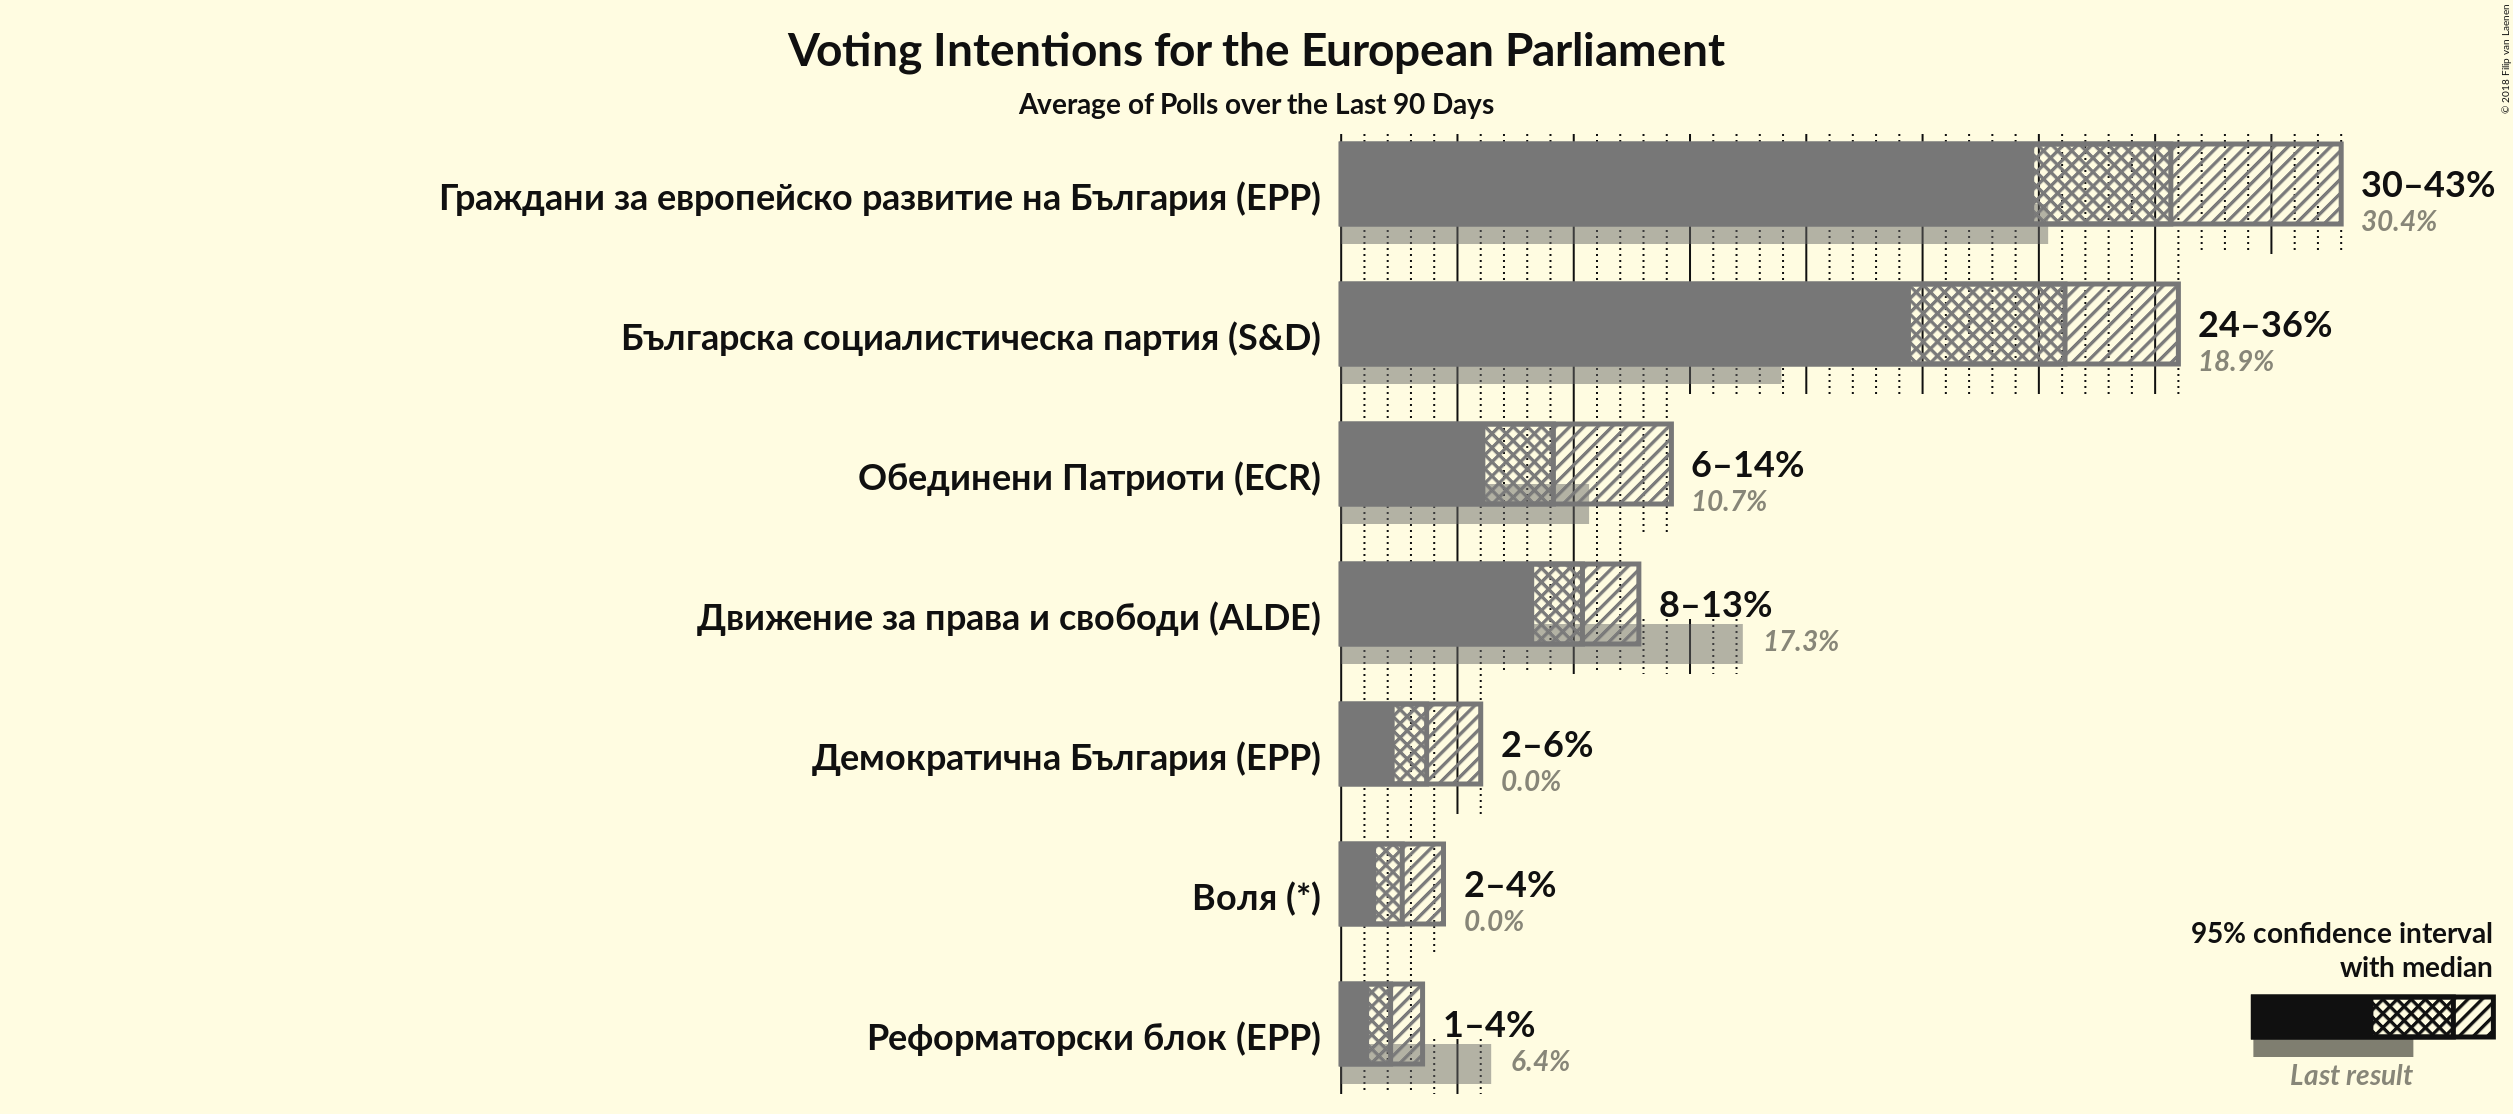 Voting Intentions for the European Parliament
Average of Polls over the Last 90 Days
© 2018 Filip van Laenen
Граждани за европейско развитие на България (EPP)
30–43%
30.4%
Българска социалистическа партия (S&D)
24–36%
18.9%
Обединени Патриоти (ECR)
6–14%
10.7%
Движение за права и свободи (ALDE)
8–13%
17.3%
Демократична България (EPP)
2–6%
0.0%
Воля (*)
2–4%
0.0%
Реформаторски блок (EPP)
1–4%
6.4%
95% confidence interval
with median
Last result